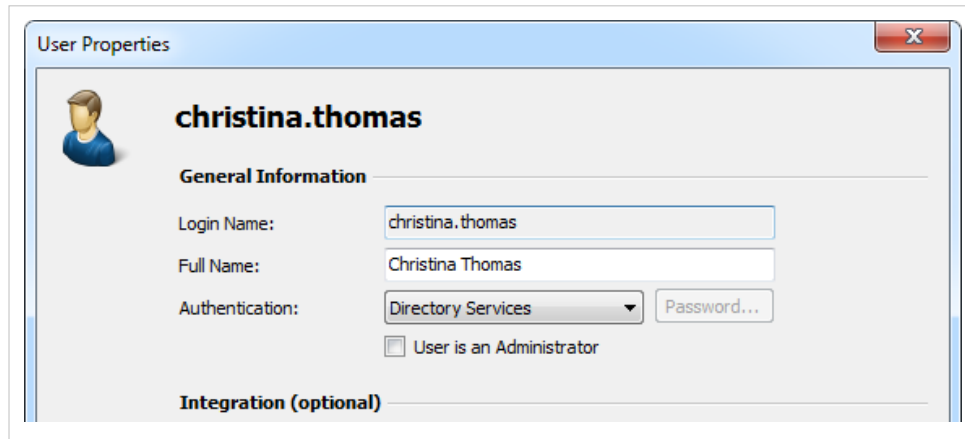 User Properties
christina.thomas
General Information
Login Name: christina.thomas
Full Name: Christina Thomas
Authentication: Directory Services Password...
User is an Administrator
Integration (optional)